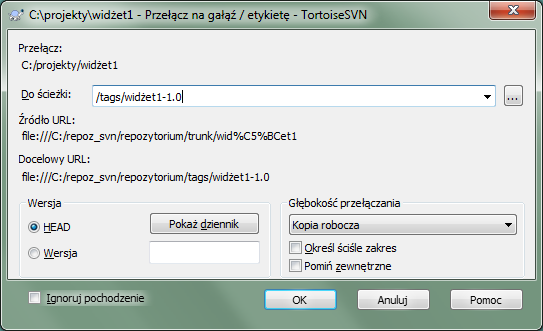 C:\projekty\widżet1 - Przełącz na gałąź / etykietę - TortoiseSVN
Przełącz:
C:/projekty/widżet1
Do ścieżki:
/tags/widżet1-1.0
...
Źródło URL:
file:///C:/repoz_svn/repozytorium/trunk/wid%C5%BCet1
Docelowy URL:
file:///C:/repoz_svn/repozytorium/tags/widżet1-1.0
Wersja
HEAD
Pokaż dziennik
Wersja
Głębokość przełączania
Kopia robocza
Określ ściśle zakres
Pomiń zewnętrzne
Ignoruj pochodzenie
OK
Anuluj
Pomoc